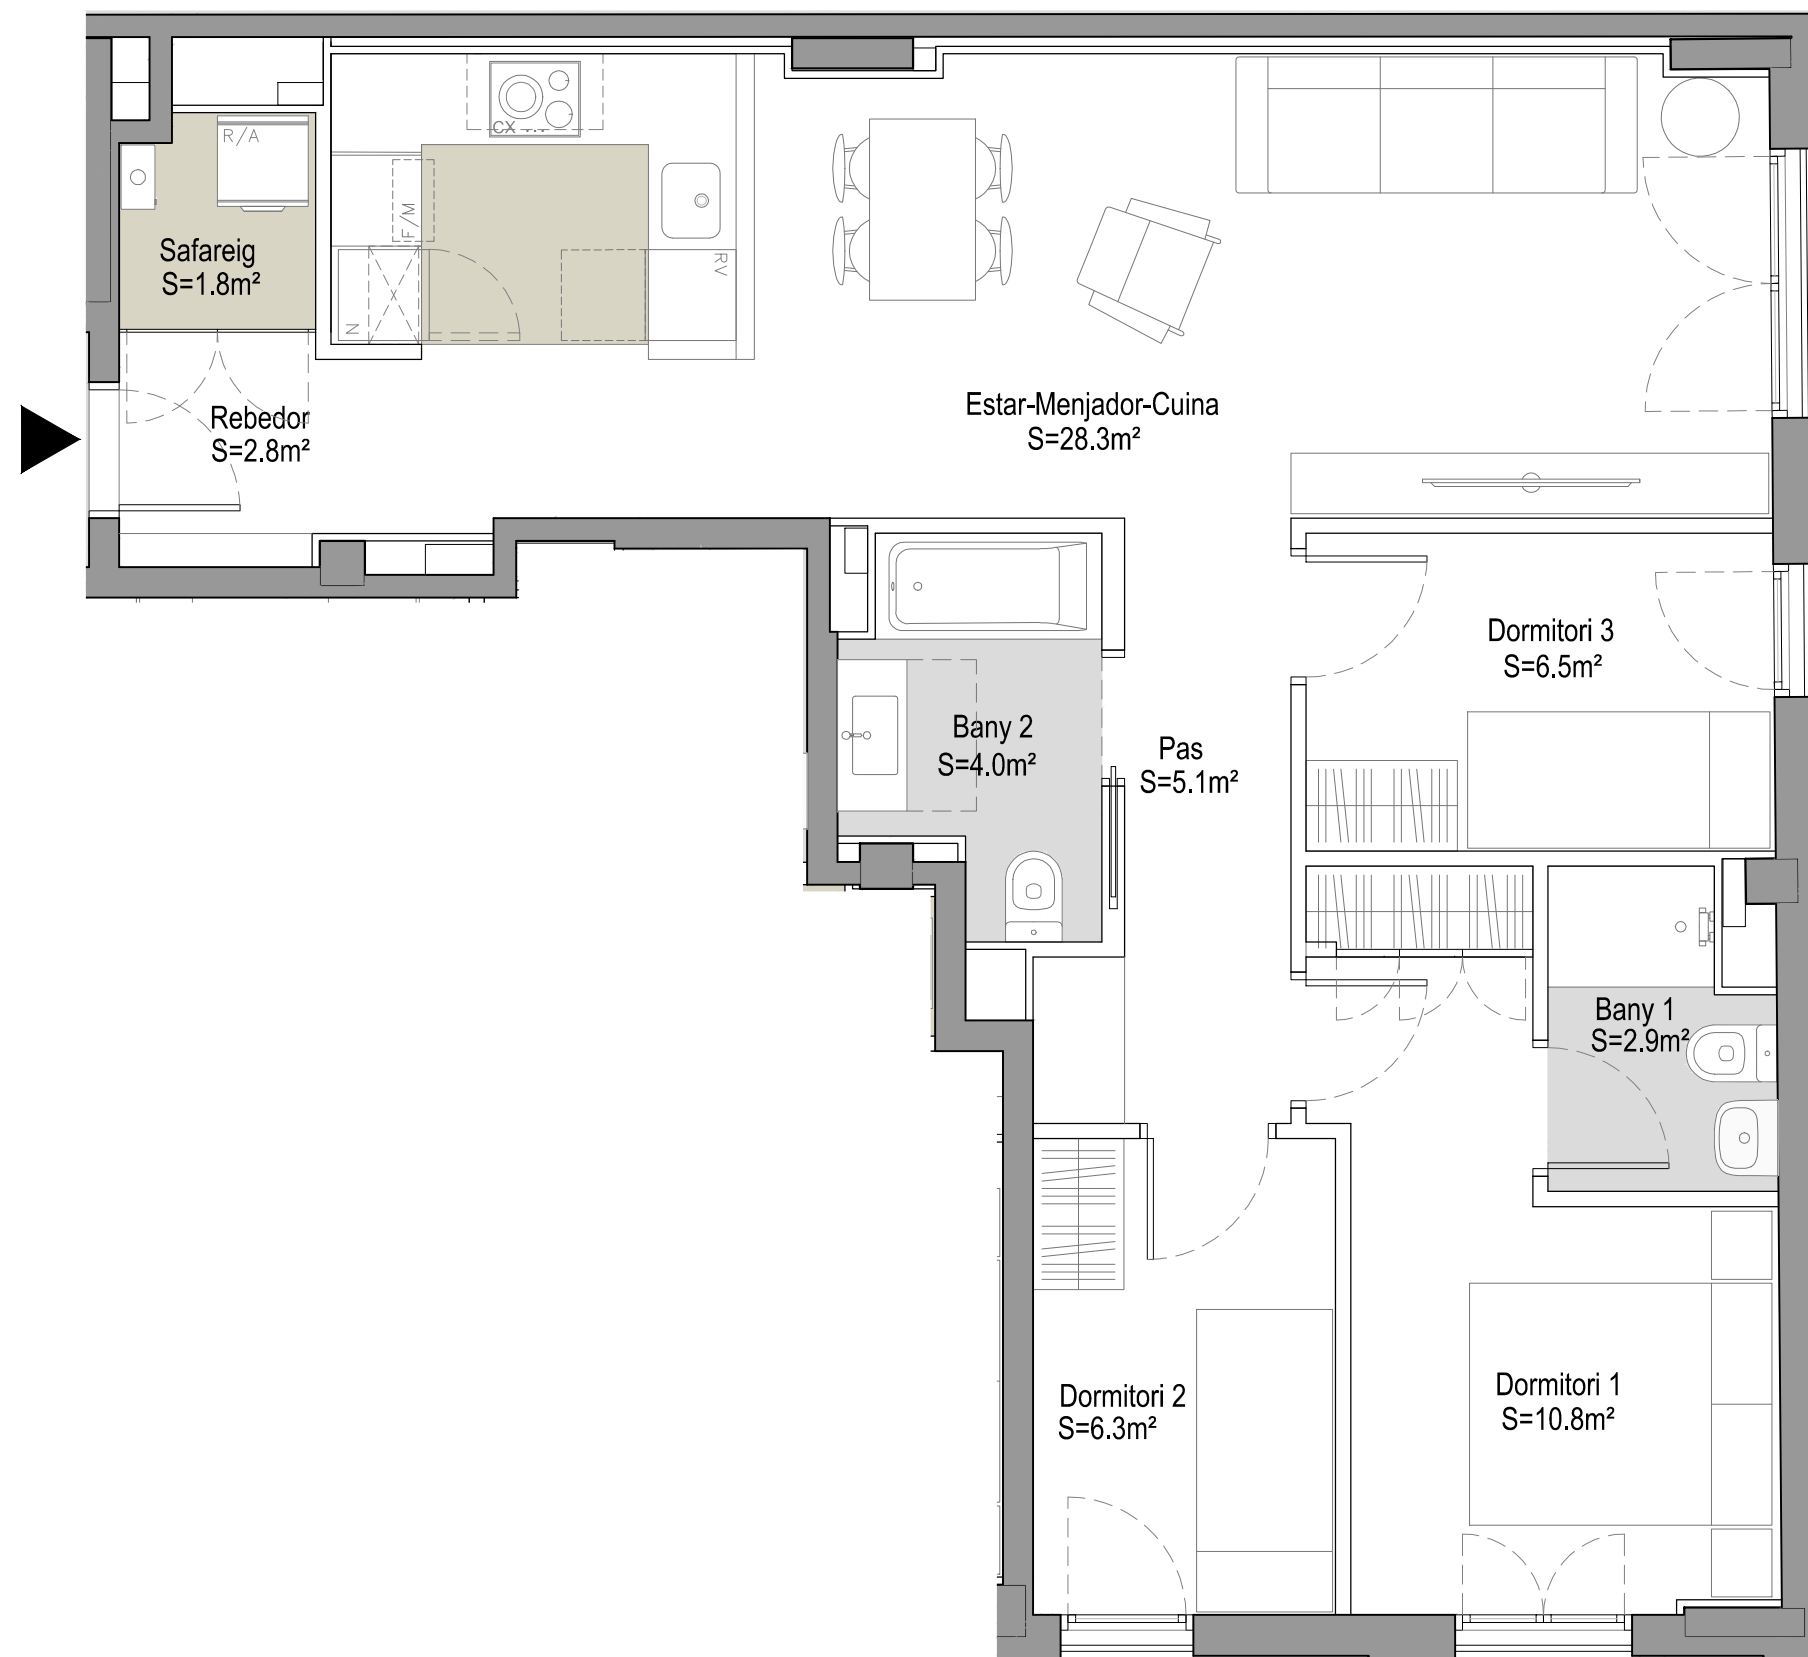 R/A
CX
F/M
RV
N
Safareig
S=1.8m²
Rebedor
S=2.8m²
Estar-Menjador-Cuina
S=28.3m²
Dormitori 3
S=6.5m²
Bany 2
S=4.0m²
Pas
S=5.1m²
Bany 1
S=2.9m²
Dormitori 2
S=6.3m²
Dormitori 1
S=10.8m²